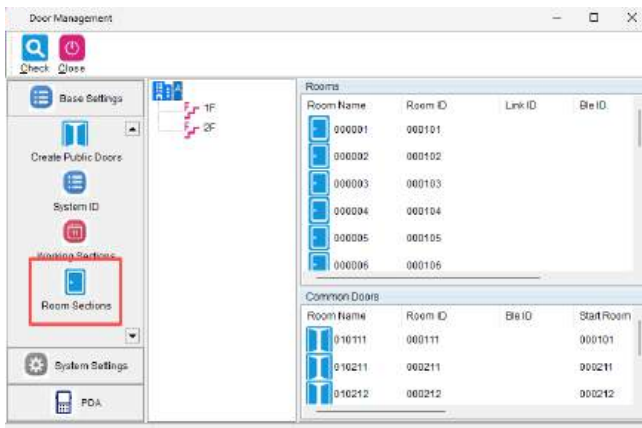 Door Management
Check Close
Base Settings
Create Public Doors
System ID
Working Sections
Room Sections
System Settings
PDA
A
1F
2F
Rooms
Room Name Room ID Link ID Ble ID
000001 000101
000002 000102
000003 000103
000004 000104
000005 000105
000006 000106
Common Doors
Room Name Room ID Ble ID Start Room
010111 000111 000101
010211 000211 000211
010212 000212 000212